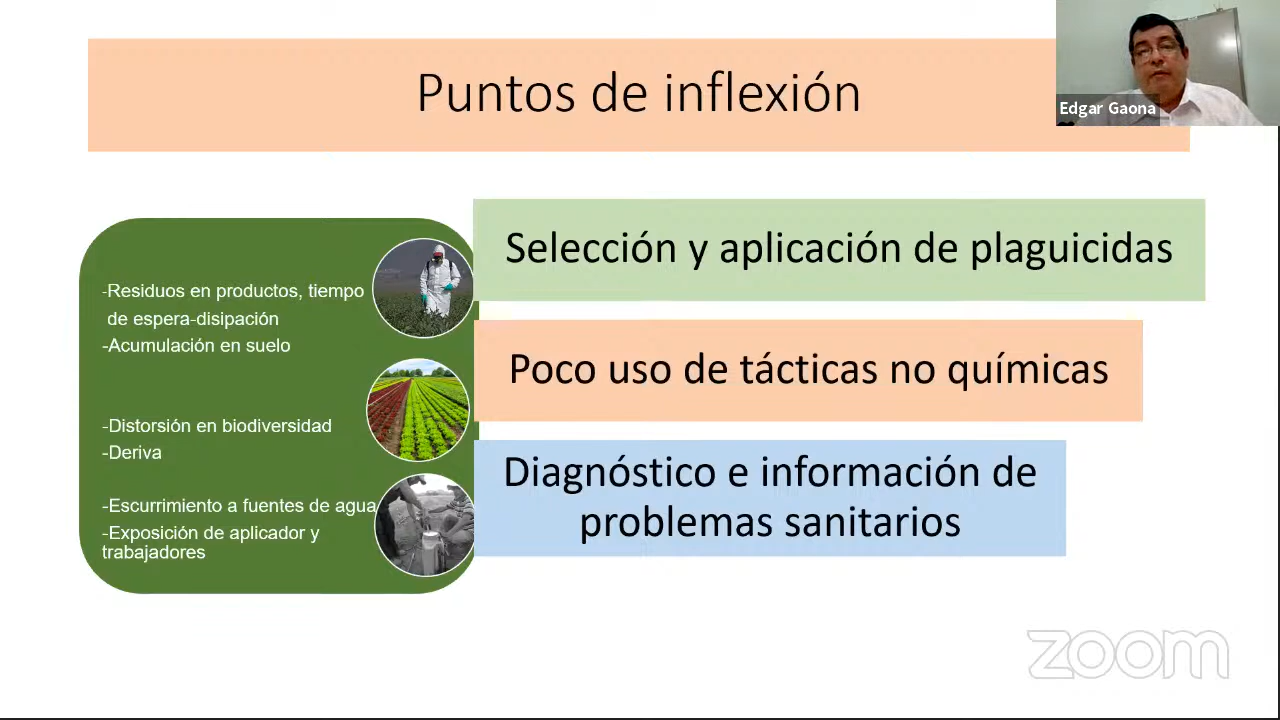 Puntos de inflexión
Edgar Gaona
-Residuos en productos, tiempo
de espera-disipación
-Acumulación en suelo
-Distorsión en biodiversidad
-Deriva
-Escurrimiento a fuentes de agua
-Exposición de aplicador y
trabajadores
Selección y aplicación de plaguicidas
Poco uso de tácticas no químicas
Diagnóstico e información de
problemas sanitarios
zoom